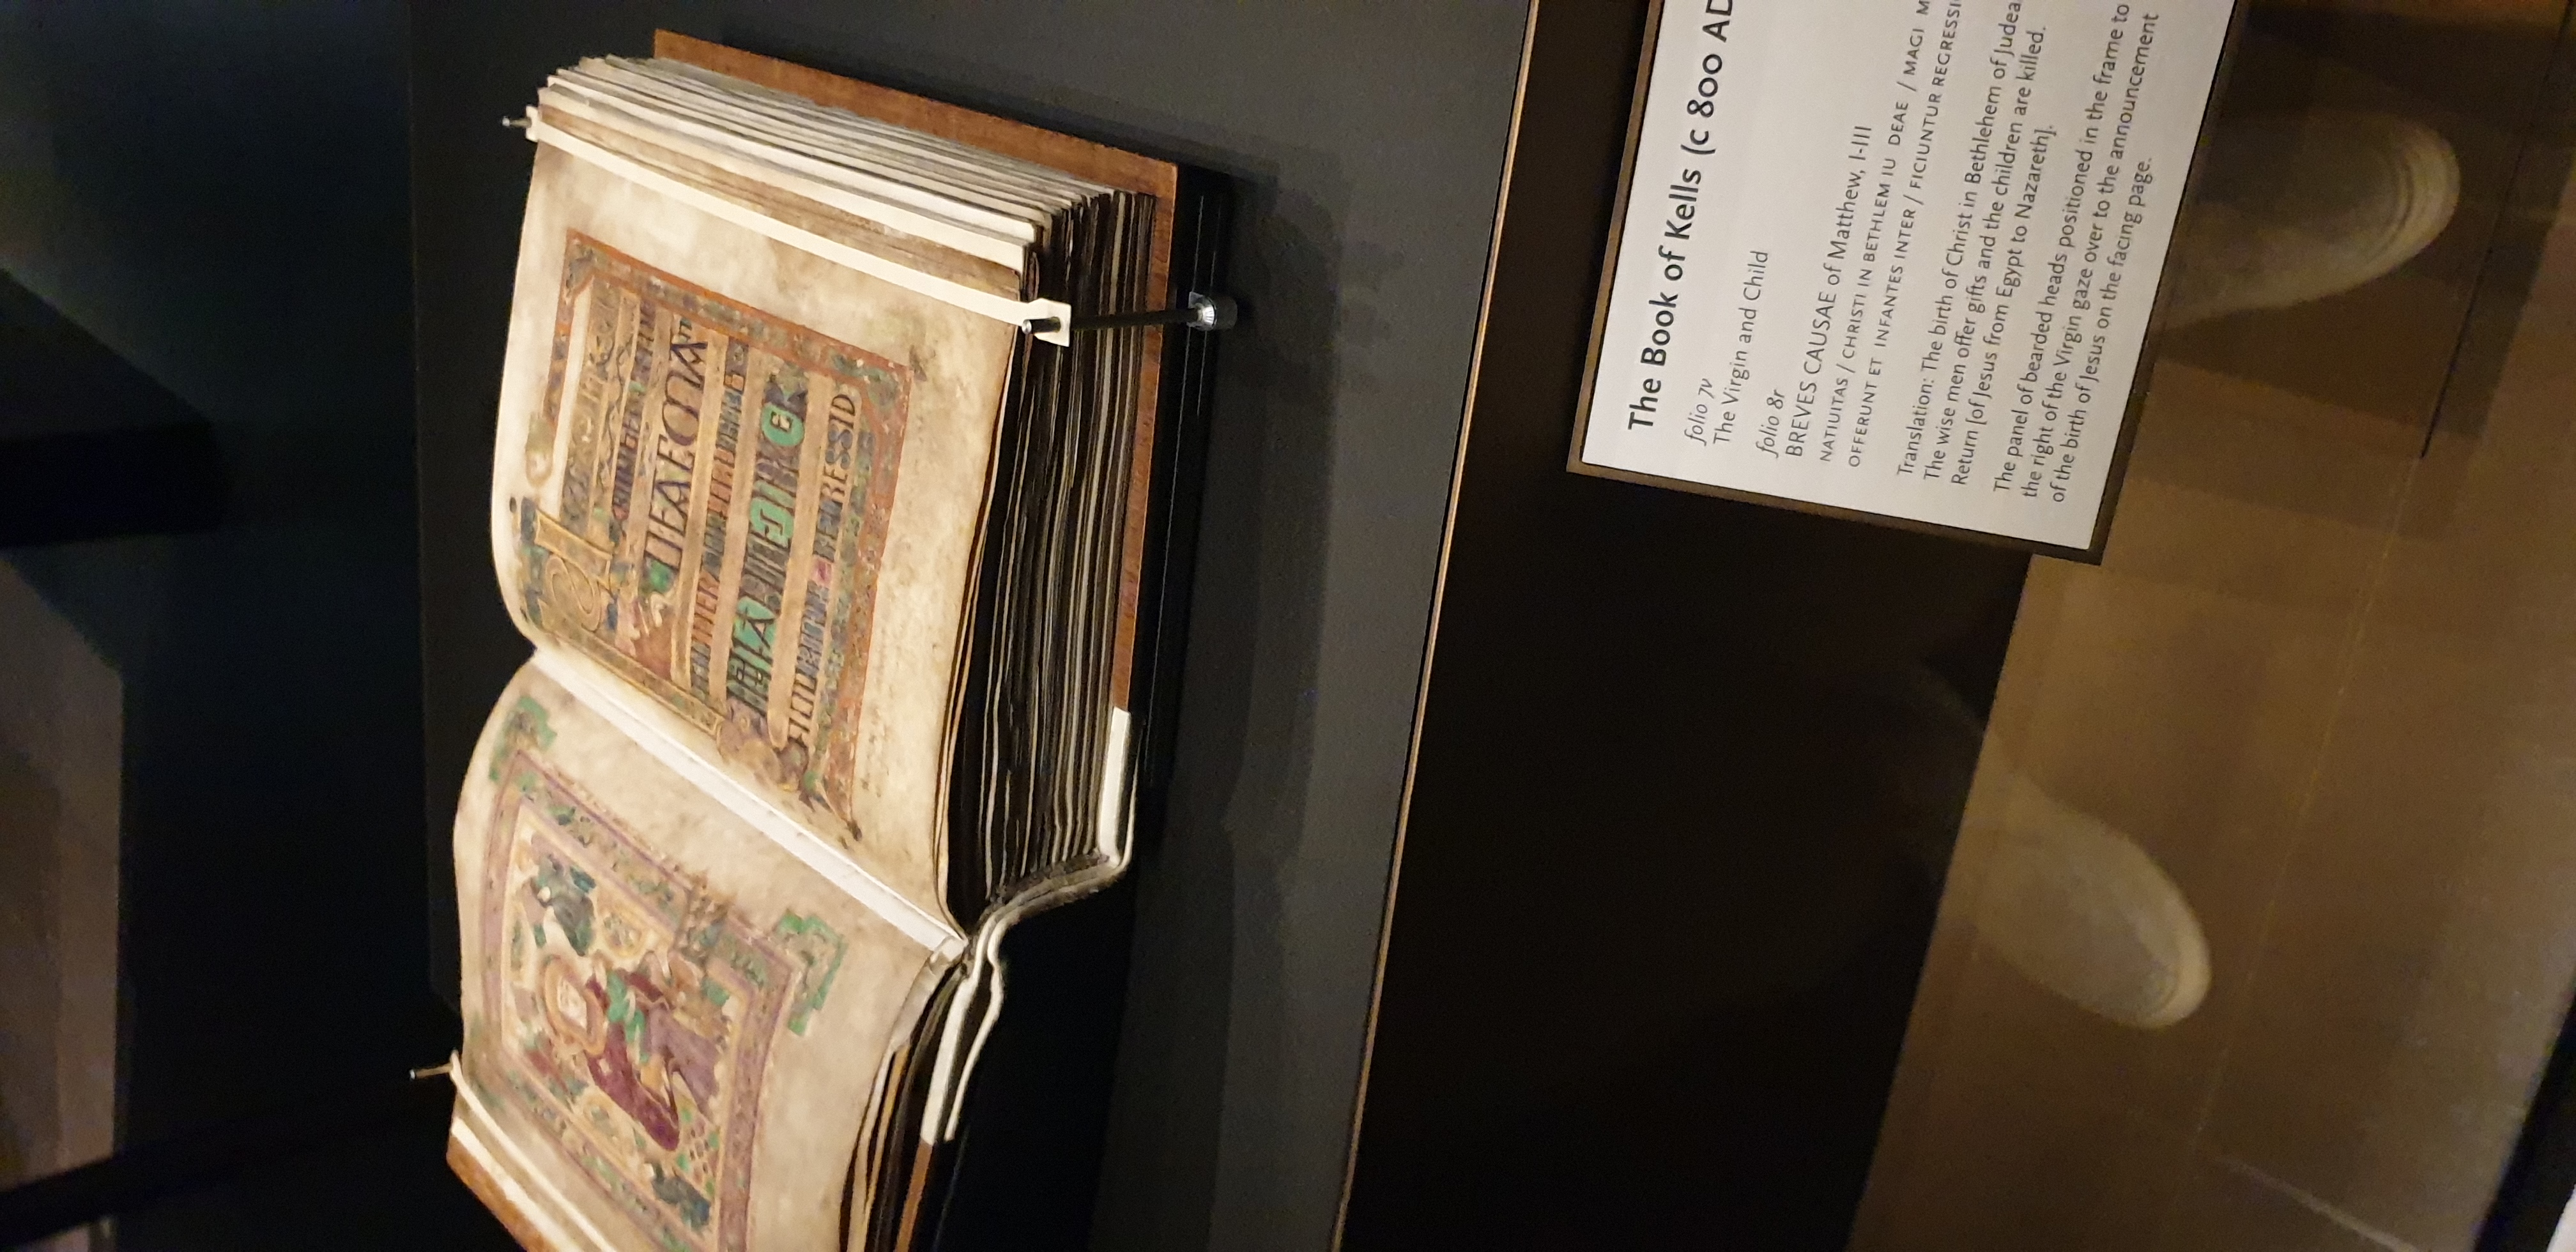 DEAE MA
REGRESSIO
The Book of Kells (c 800 AD
folio 7v
The Virgin and Child
folio 8r
BREVES CAUSAE of Matthew, I-III
NATIUITAS / CHRISTI IN BETHLEM IU DEAE / MAGI M
OFFERUNT ET INFANTES INTER / FICIUNTUR REGRESSI
Translation: The birth of Christ in Bethlehem of Judea
The wise men offer gifts and the children are killed.
Return [of Jesus from Egypt to Nazareth].
The panel of bearded heads positioned in the frame to
the right of the Virgin gaze over to the announcement
of the birth of Jesus on the facing page.